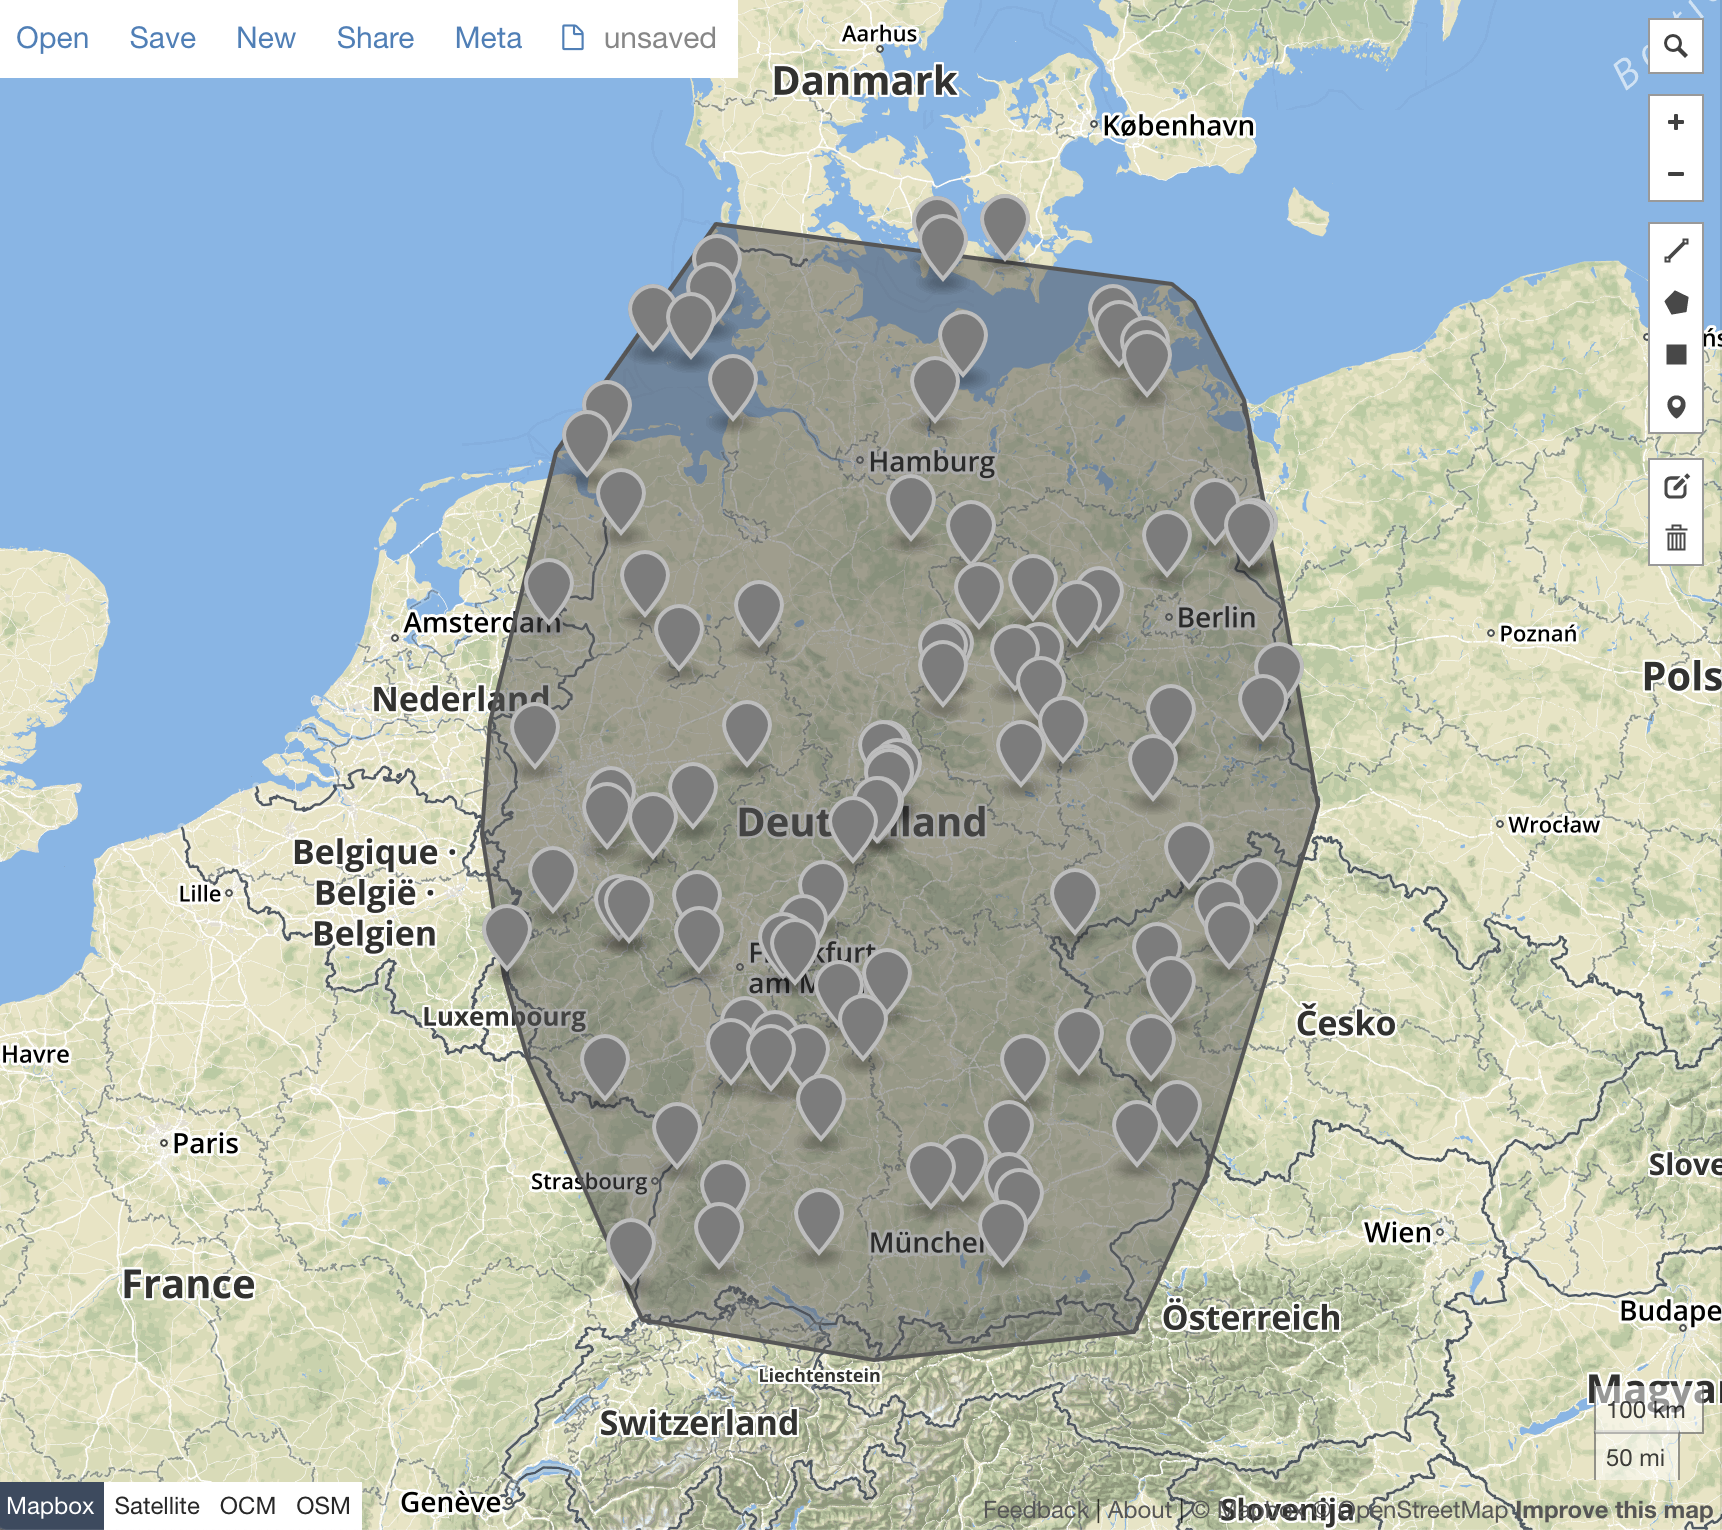 Open Save New Share Meta unsaved
Aarhus
Danmark
København
Hamburg
Amsterdam
Berlin
Poznań
Pols
Nederland
Deut land
Wrocław
Belgique ·
België ·
Belgien
Lille
Frankfurt
am M
Luxembourg
Česko
Havre
Paris
Slove
Strasbourg
München
Wien
France
Österreich
Budape
Liechtenstein
Magyar
100 km
Switzerland
50 mi
Genève
Mapbox Satellite OCM OSM
Feedback | About | © Mapbox © OpenStreetMap Improve this map
Slovenija